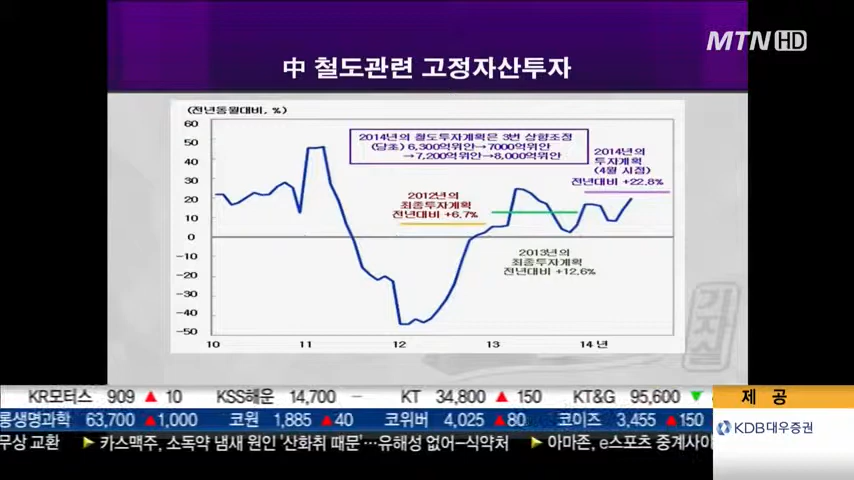 MTN HD
中 철도관련 고정자산투자
(전년동월대비, %)
60
50
40
30
20
10
0
-10
-20
-30
-40
-50
10 11 12 13 14년
2014년의 철도투자계획은 3번 상향조정
(당초) 6,300억위안→7000억위안
→7,200억위안→8,000억위안
2014년의
투자계획
(4월 시점)
전년대비 +22.8%
2012년의
최종투자계획
전년대비 +6.7%
2013년의
최종투자계획
전년대비 +12.6%
기자실
KR모터스 909 ▲ 10 KSS해운 14,700 － KT 34,800 ▲ 150 KT&G 95,600 ▼
롱생명과학 63,700 ▲1,000 코원 1,885 ▲40 코위버 4,025 ▲80 코이즈 3,455 ▲150
무상 교환 ▶ 카스맥주, 소독약 냄새 원인 '산화취 때문'…유해성 없어-식약처 ▶ 아마존, e스포츠 중계사이
제 공
KDB대우증권